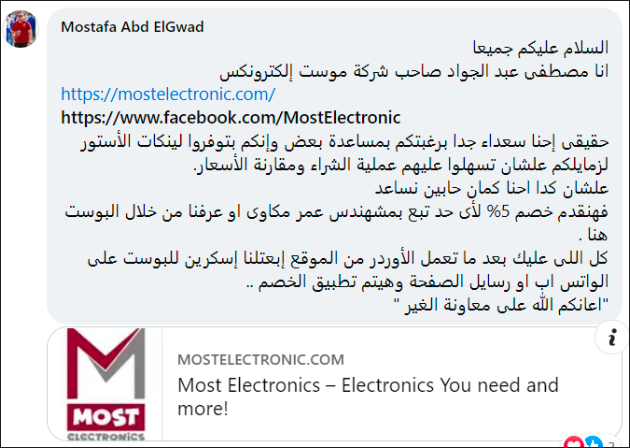 Mostafa Abd ElGwad
السلام عليكم جميعا
انا مصطفى عبد الجواد صاحب شركة موست إلكترونكس
https://mostelectronic.com/
https://www.facebook.com/MostElectronic
حقيقى إحنا سعداء جدا برغبتكم بمساعدة بعض وإنكم بتوفروا لينكات الأستور
لزمايلكم علشان تسهلوا عليهم عملية الشراء ومقارنة الأسعار.
علشان كدا احنا كمان حابين نساعد
فهنقدم خصم 5% لأى حد تبع بمشهندس عمر مكاوى او عرفنا من خلال البوست
هنا .
كل اللى عليك بعد ما تعمل الأوردر من الموقع إبعتلنا إسكرين للبوست على
الواتس اب او رسايل الصفحة وهيتم تطبيق الخصم ..
"اعانكم الله على معاونة الغير "
MOSTELECTRONIC.COM
Most Electronics – Electronics You need and
more!
MOST
ELECTRONICS